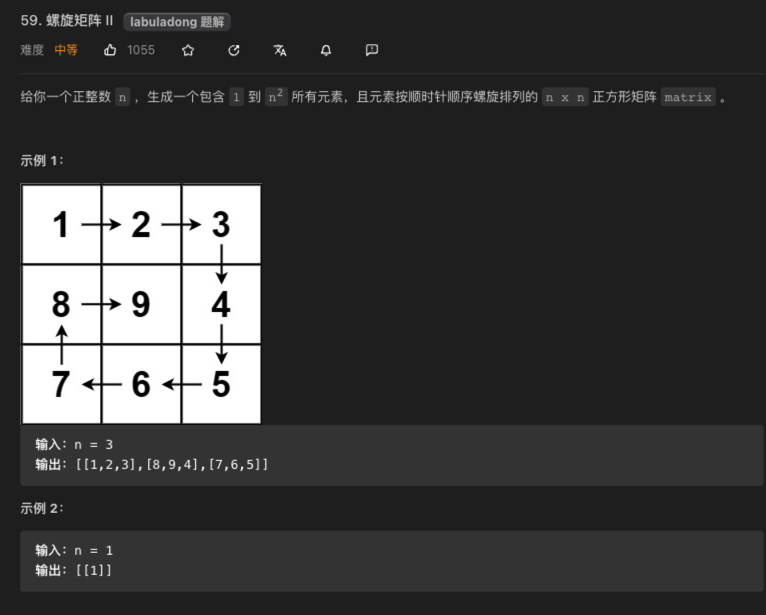 59. 螺旋矩阵 II labuladong 题解
难度 中等 1055
给你一个正整数 n ，生成一个包含 1 到 n² 所有元素，且元素按顺时针顺序螺旋排列的 n x n 正方形矩阵 matrix 。
示例 1：
1 2 3
8 9 4
7 6 5
输入：n = 3
输出：[[1,2,3],[8,9,4],[7,6,5]]
示例 2：
输入：n = 1
输出：[[1]]